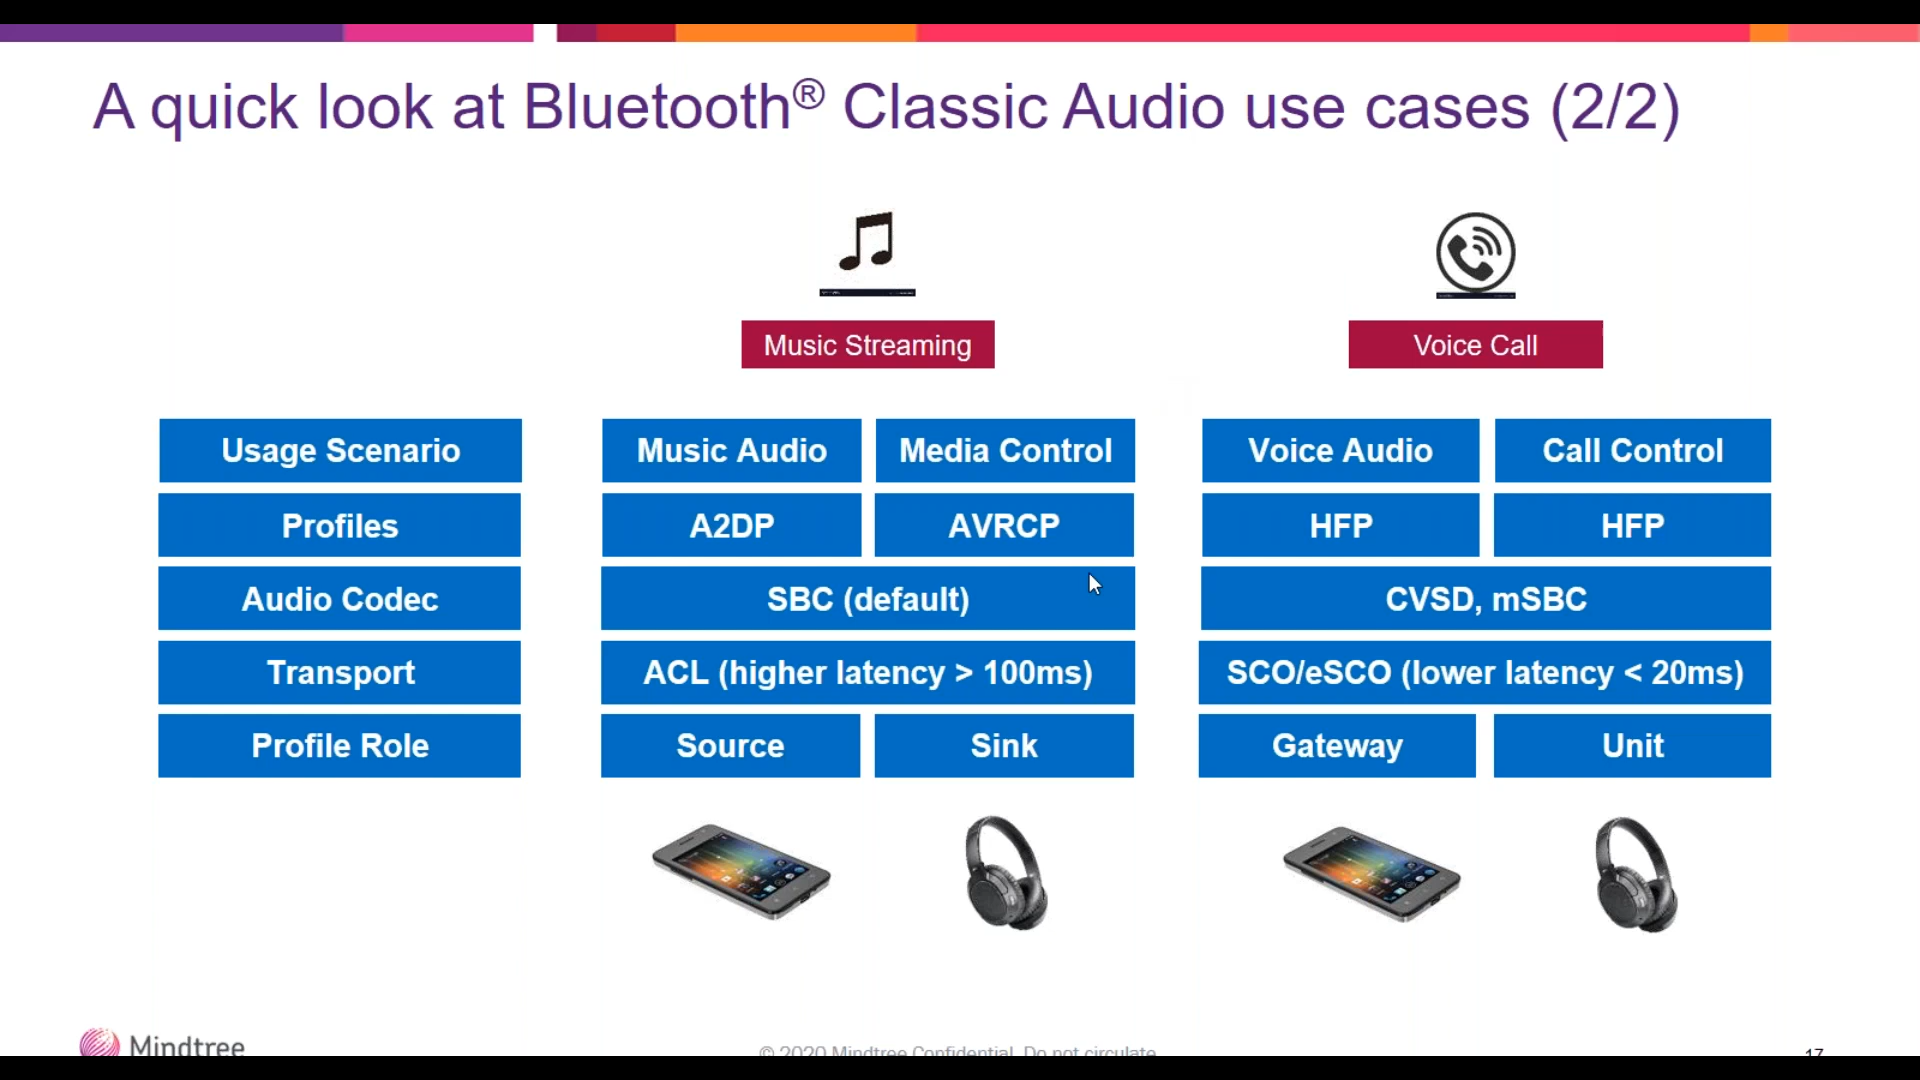 A quick look at Bluetooth® Classic Audio use cases (2/2)
Music Streaming
Voice Call
Usage Scenario
Music Audio
Media Control
Voice Audio
Call Control
Profiles
A2DP
AVRCP
HFP
HFP
Audio Codec
SBC (default)
CVSD, mSBC
Transport
ACL (higher latency > 100ms)
SCO/eSCO (lower latency < 20ms)
Profile Role
Source
Sink
Gateway
Unit
Mindtree
© 2020 Mindtree Confidential. Do not circulate
17